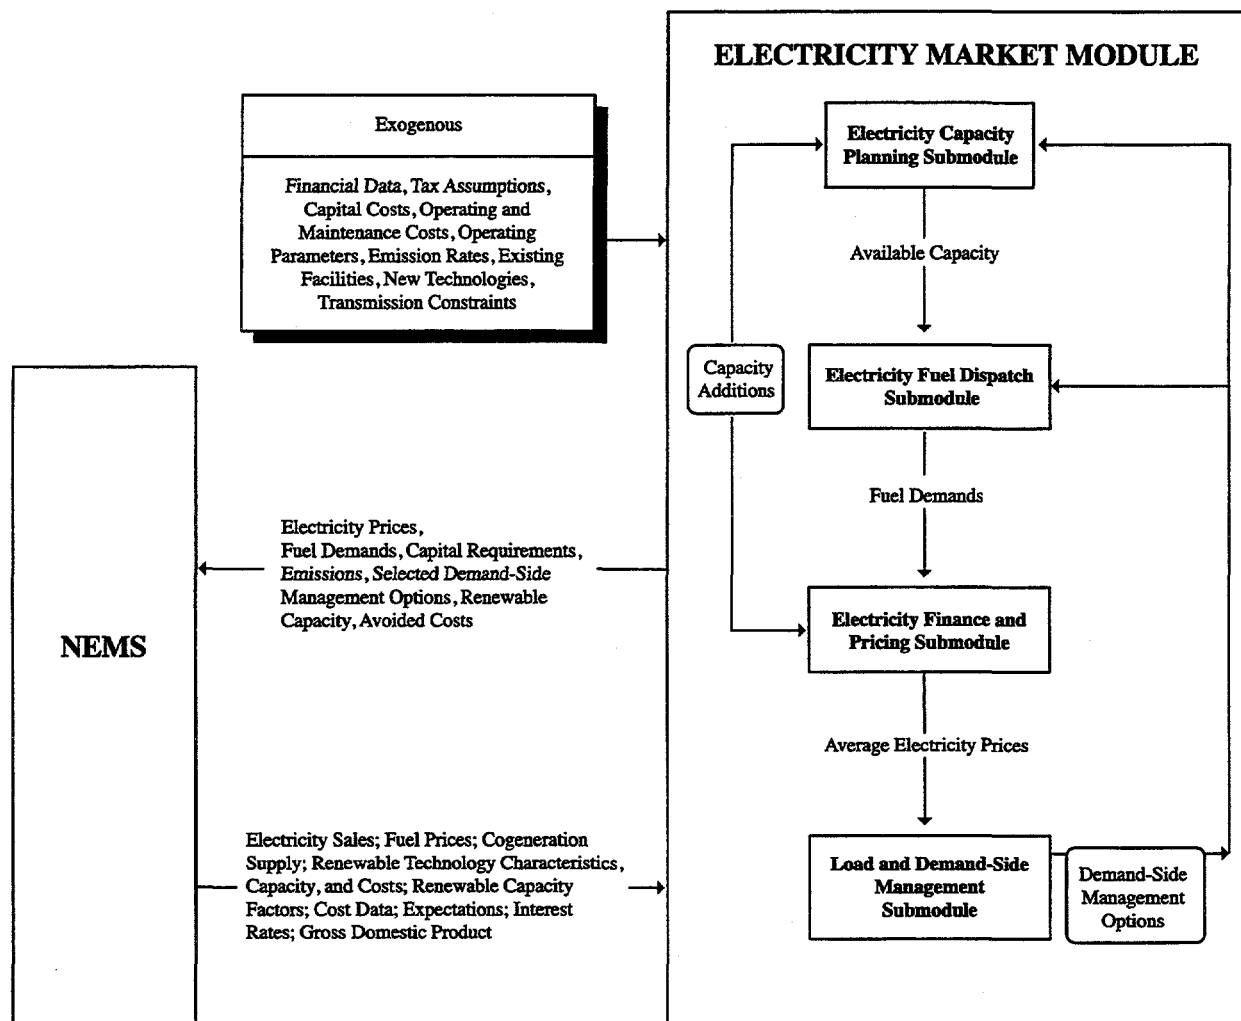 ELECTRICITY MARKET MODULE
Exogenous
Financial Data, Tax Assumptions,
Capital Costs, Operating and
Maintenance Costs, Operating
Parameters, Emission Rates, Existing
Facilities, New Technologies,
Transmission Constraints
Electricity Capacity
Planning Submodule
Available Capacity
Capacity
Additions
Electricity Fuel Dispatch
Submodule
Fuel Demands
Electricity Finance and
Pricing Submodule
Average Electricity Prices
Load and Demand-Side
Management
Submodule
Demand-Side
Management
Options
NEMS
Electricity Prices,
Fuel Demands, Capital Requirements,
Emissions, Selected Demand-Side
Management Options, Renewable
Capacity, Avoided Costs
Electricity Sales; Fuel Prices; Cogeneration
Supply; Renewable Technology Characteristics,
Capacity, and Costs; Renewable Capacity
Factors; Cost Data; Expectations; Interest
Rates; Gross Domestic Product